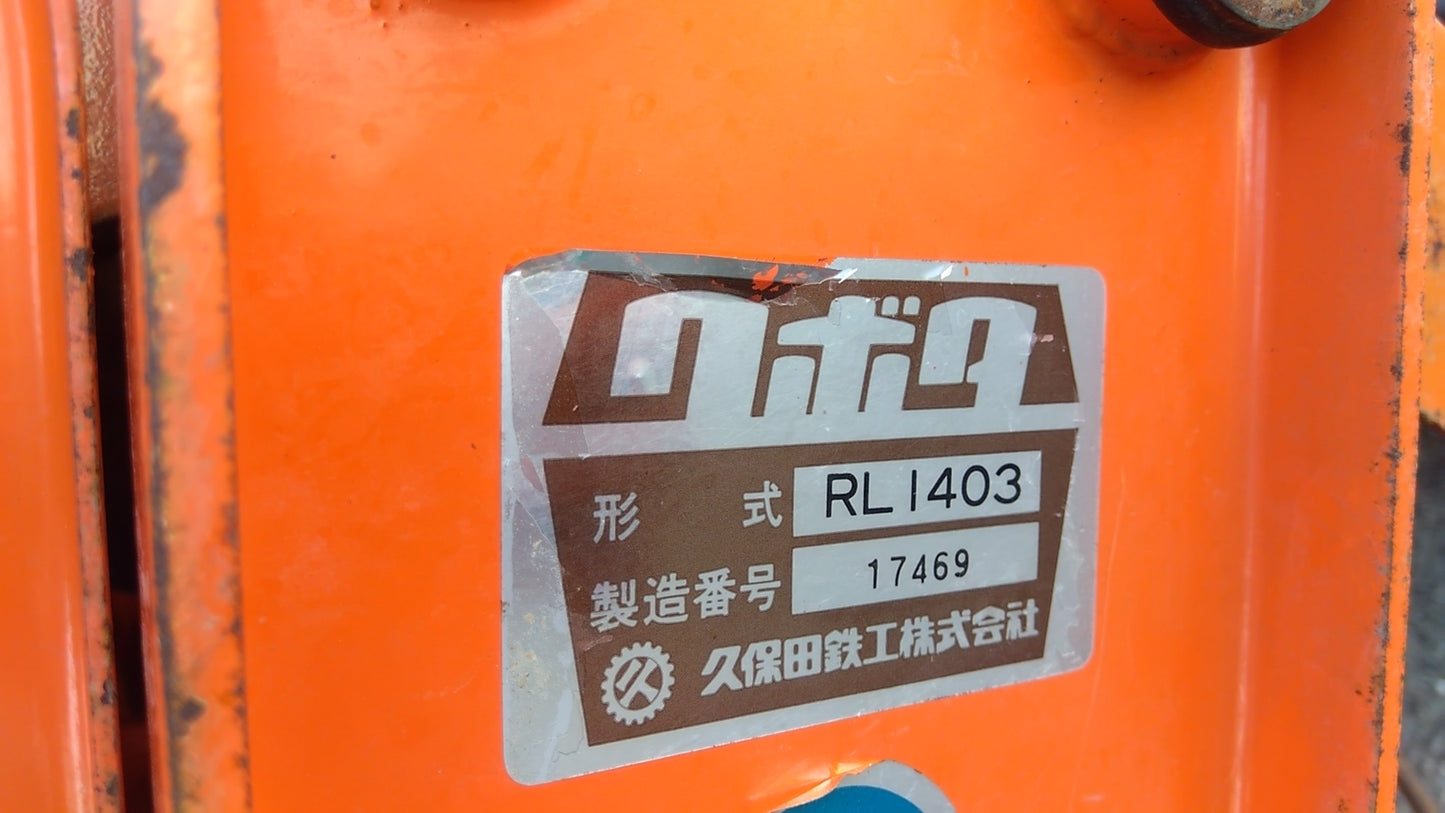 クボタ
形式 RL1403
製造番号 17469
久保田鉄工株式会社